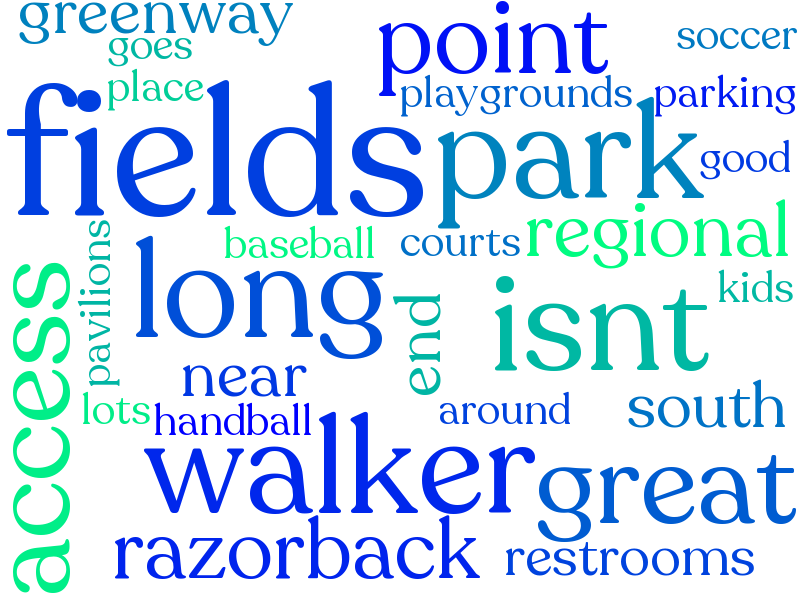 greenway
point
soccer
goes
place
playgrounds
parking
fields
park
good
pavilions
baseball
courts
regional
access
long
end
isnt
kids
near
lots
handball
around
south
walker
great
razorback
restrooms